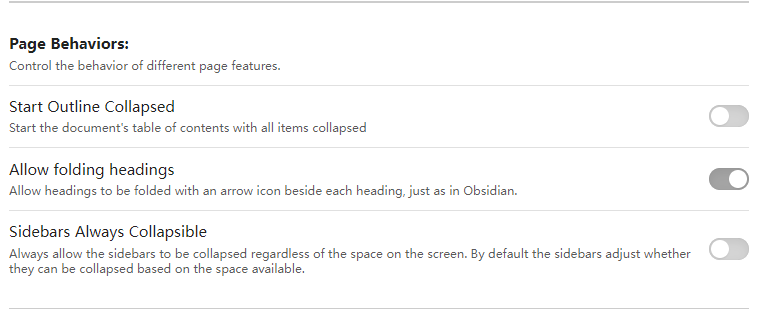 Page Behaviors:
Control the behavior of different page features.
Start Outline Collapsed
Start the document's table of contents with all items collapsed
Allow folding headings
Allow headings to be folded with an arrow icon beside each heading, just as in Obsidian.
Sidebars Always Collapsible
Always allow the sidebars to be collapsed regardless of the space on the screen. By default the sidebars adjust whether
they can be collapsed based on the space available.